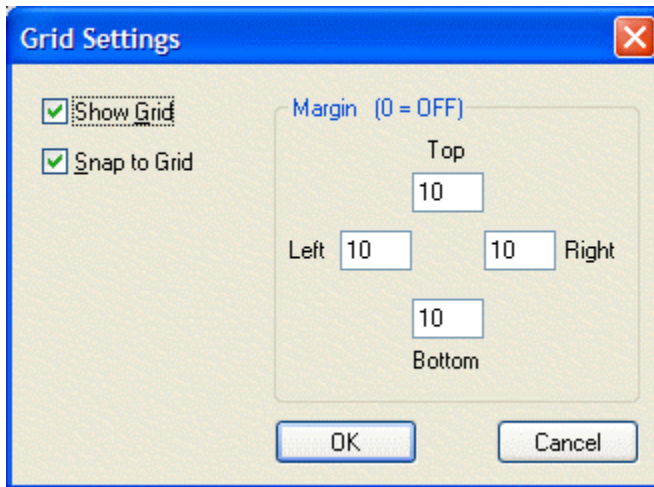 Grid Settings
Show Grid
Snap to Grid
Margin (0 = OFF)
Top
10
Left 10 10 Right
10
Bottom
OK Cancel